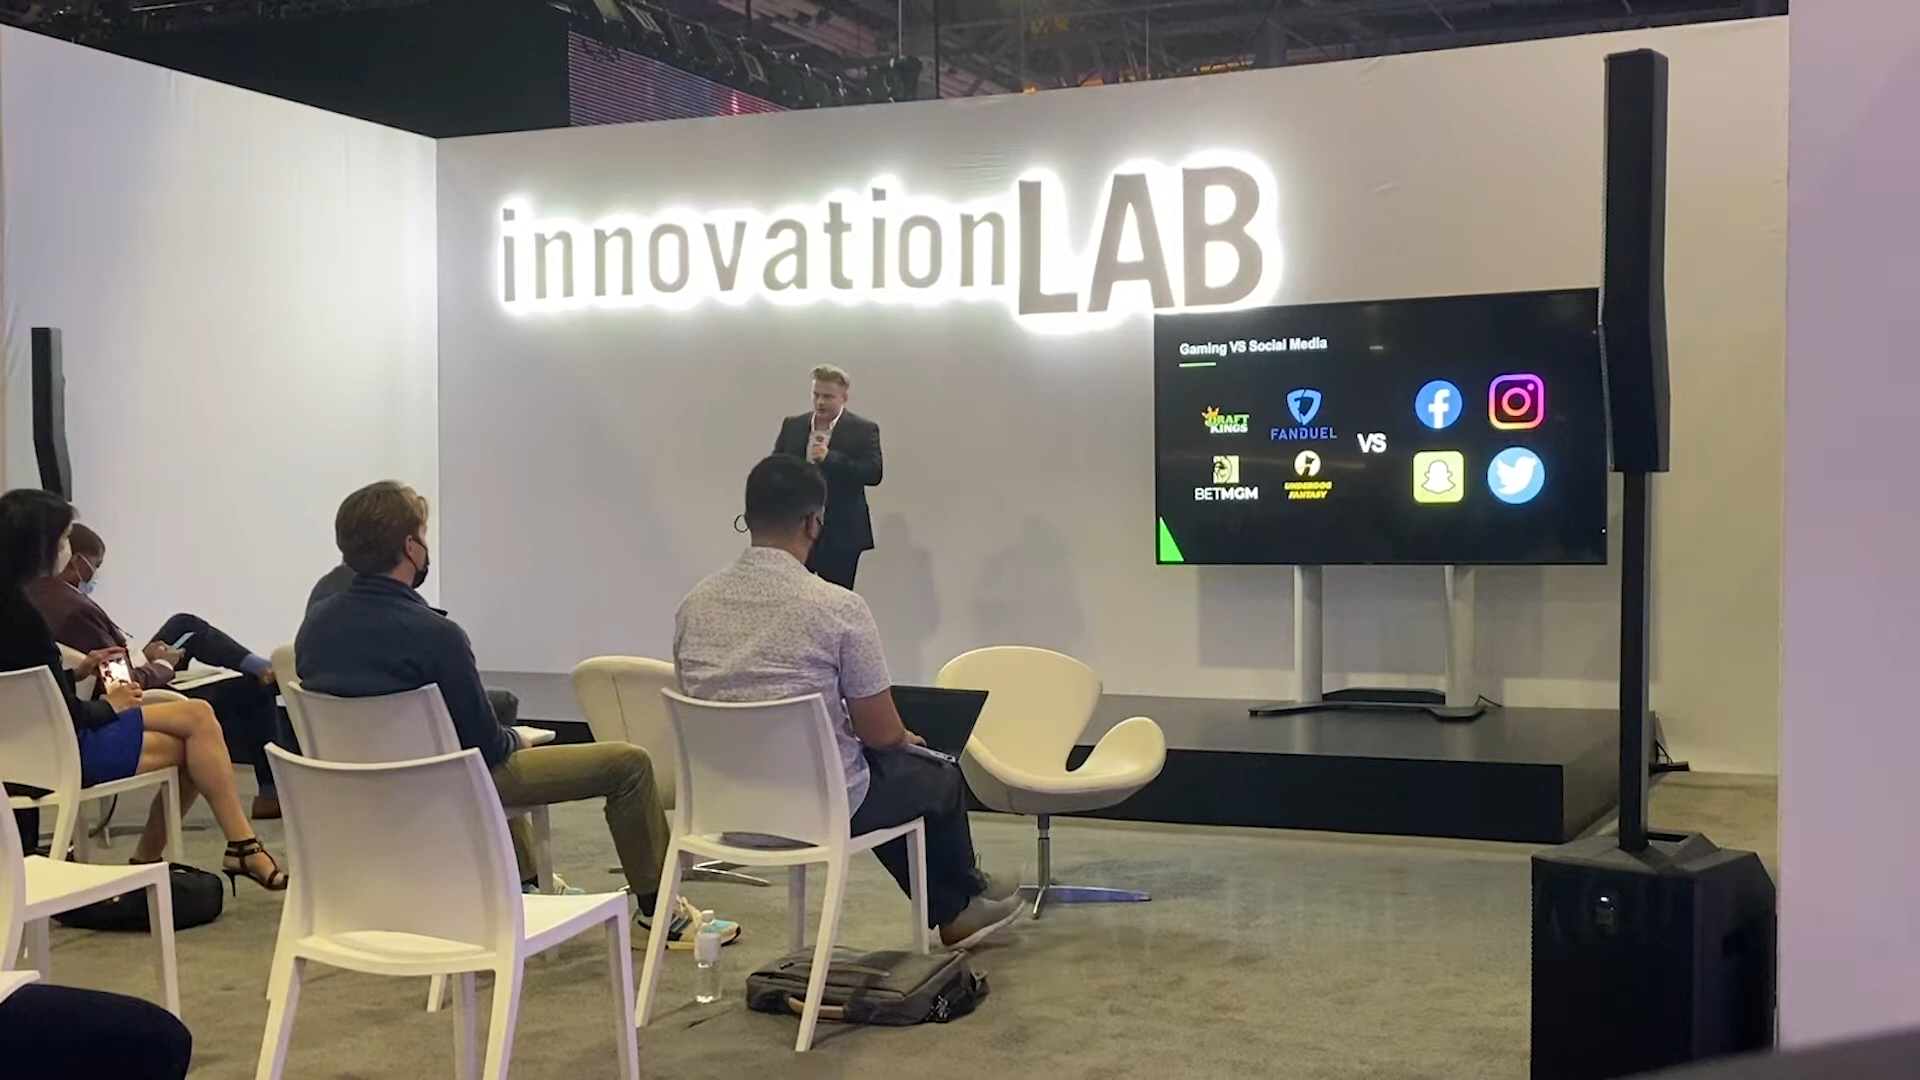 innovationLAB
Gaming VS Social Media
DRAFT
KINGS
FANDUEL
VS
BETMGM
UNDERDOG
FANTASY